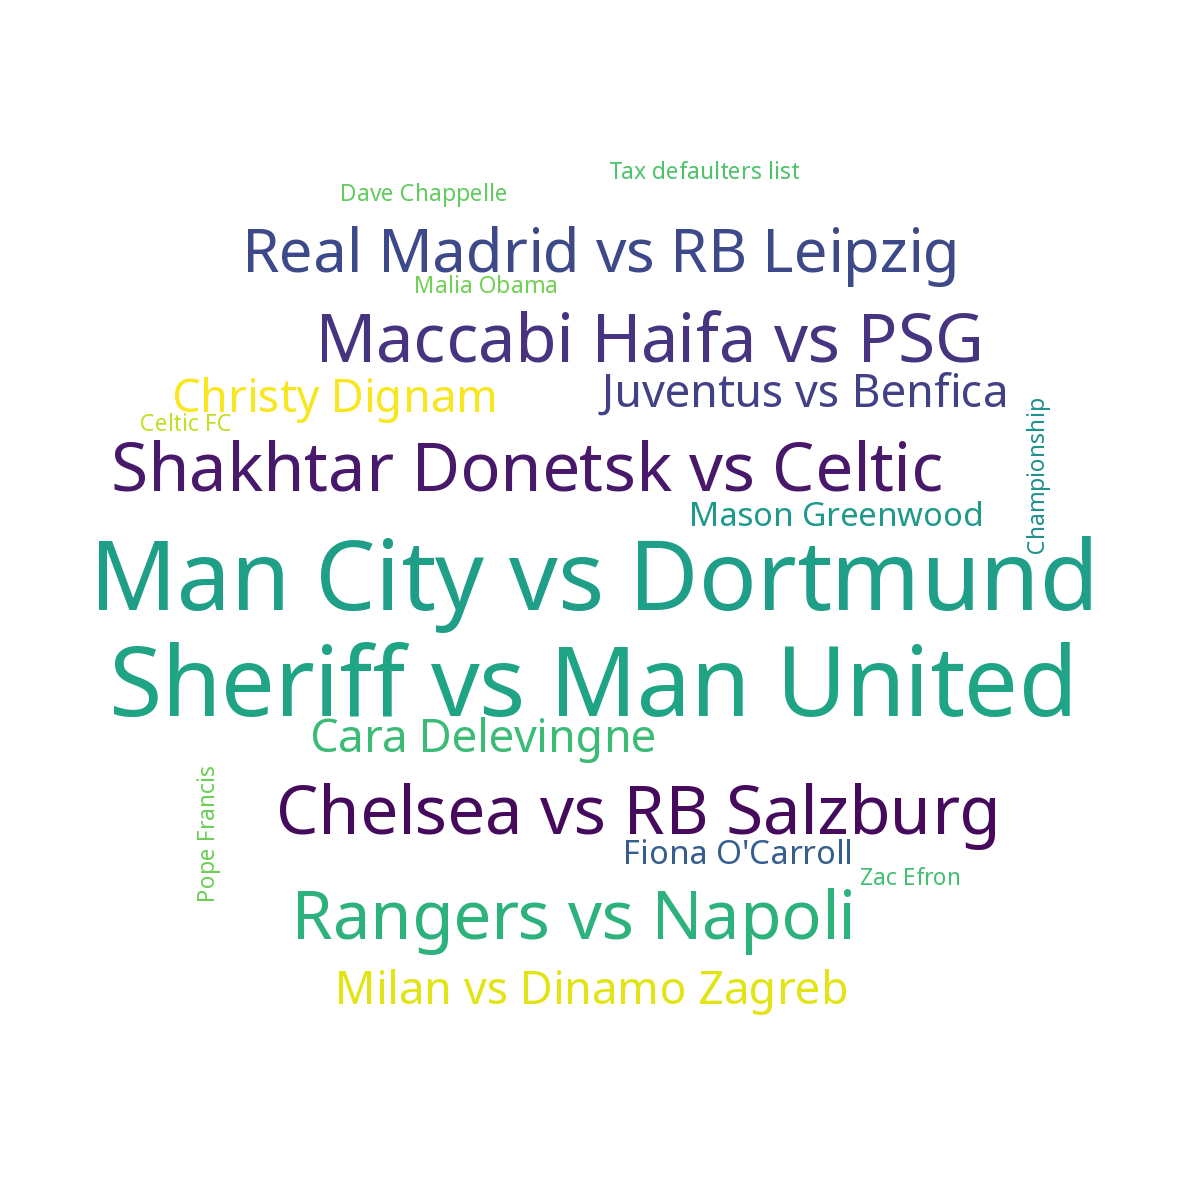 Tax defaulters list
Dave Chappelle
Real Madrid vs RB Leipzig
Malia Obama
Maccabi Haifa vs PSG
Christy Dignam
Juventus vs Benfica
Celtic FC
Championship
Shakhtar Donetsk vs Celtic
Mason Greenwood
Man City vs Dortmund
Sheriff vs Man United
Cara Delevingne
Pope Francis
Chelsea vs RB Salzburg
Fiona O'Carroll
Zac Efron
Rangers vs Napoli
Milan vs Dinamo Zagreb